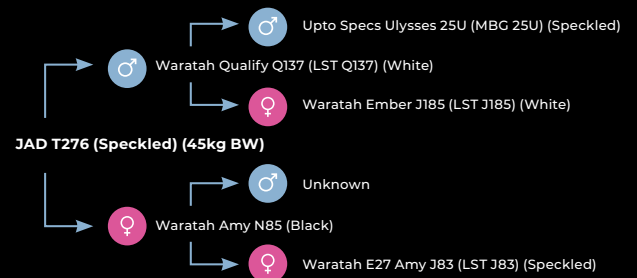 Upto Specs Ulysses 25U (MBG 25U) (Speckled)
Waratah Qualify Q137 (LST Q137) (White)
Waratah Ember J185 (LST J185) (White)
JAD T276 (Speckled) (45kg BW)
Unknown
Waratah Amy N85 (Black)
Waratah E27 Amy J83 (LST J83) (Speckled)